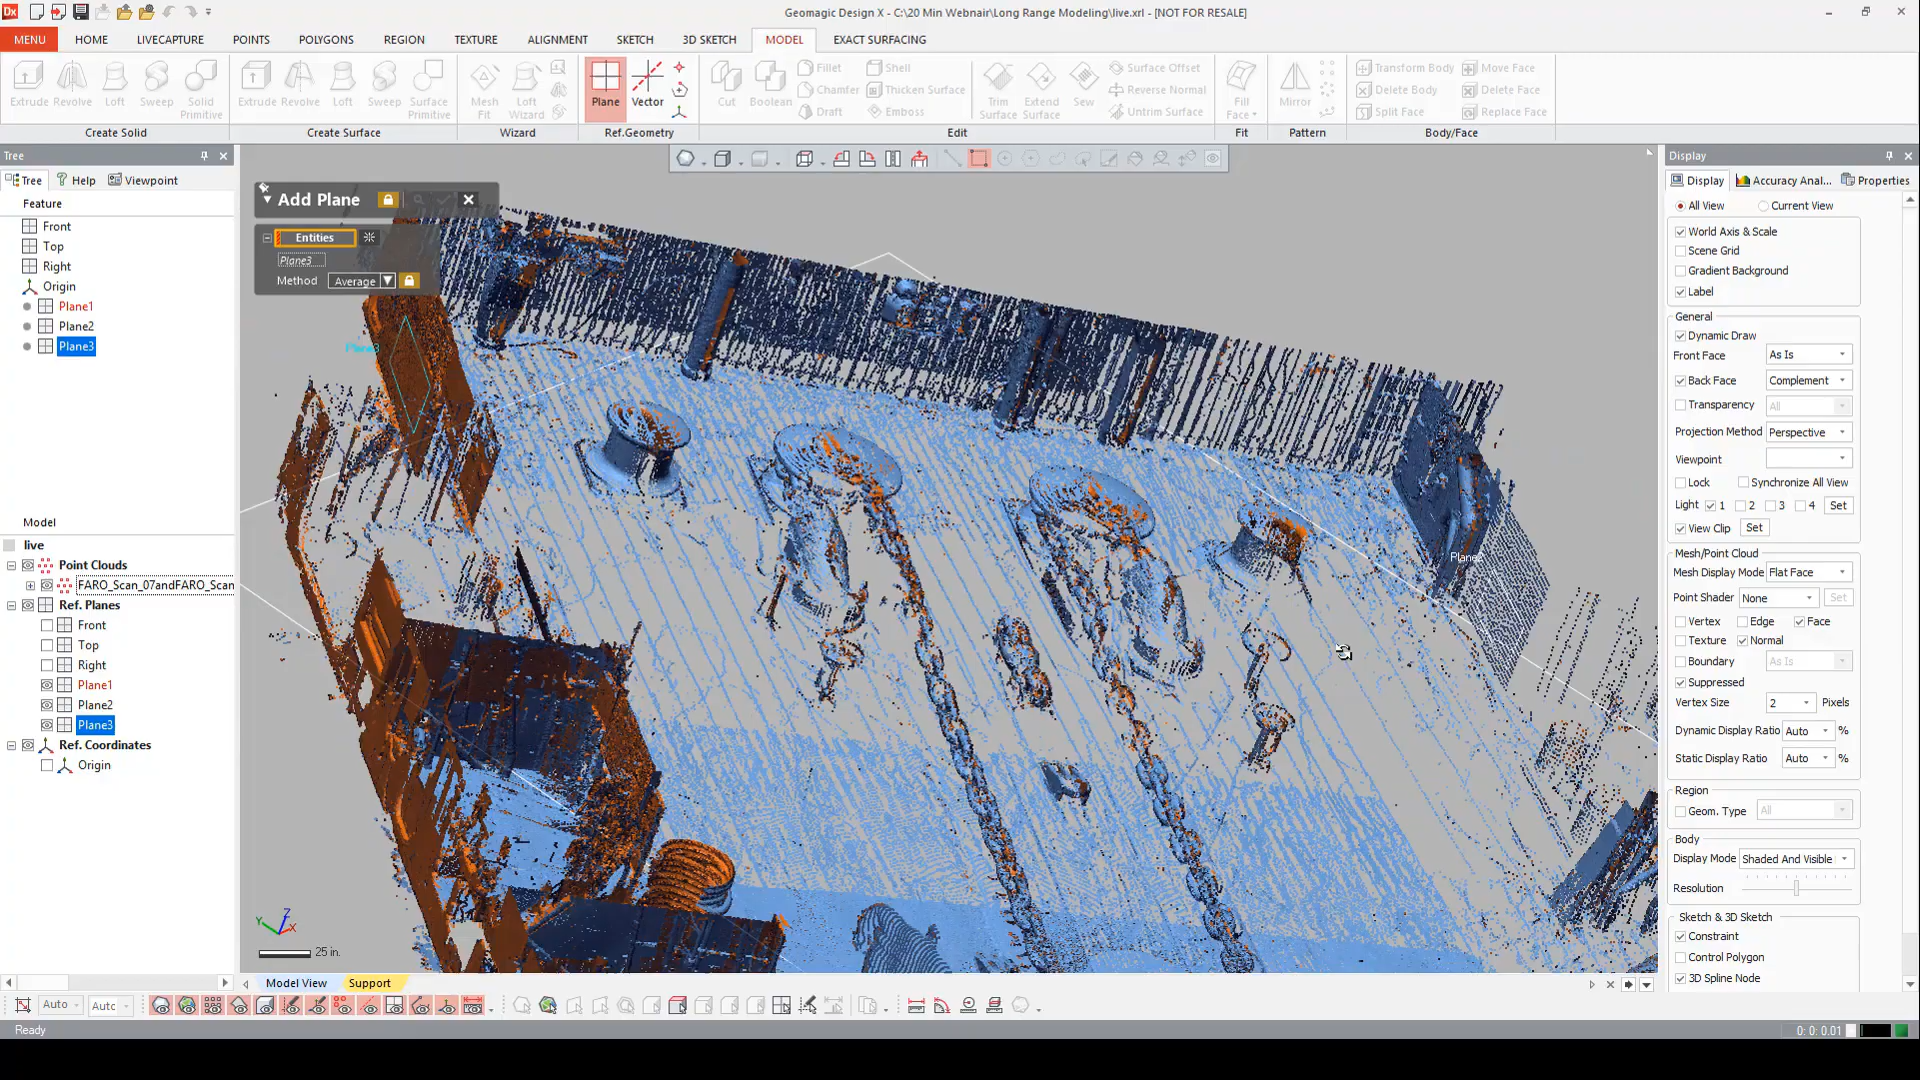 Dx
Geomagic Design X - C:\20 Min Webnair\Long Range Modeling\live.xrl - [NOT FOR RESALE]
MENU HOME LIVECAPTURE POINTS POLYGONS REGION TEXTURE ALIGNMENT SKETCH 3D SKETCH MODEL EXACT SURFACING
Extrude Revolve Loft Sweep Solid Primitive
Create Solid
Extrude Revolve Loft Sweep Surface Primitive
Create Surface
Mesh Fit Loft Wizard
Wizard
Plane Vector
Ref.Geometry
Cut Boolean Fillet Chamfer Draft Shell Thicken Surface Emboss
Trim Surface Extend Surface Sew Surface Offset Reverse Normal Untrim Surface
Edit
Fill Face
Fit
Mirror
Pattern
Transform Body Delete Body Split Face Move Face Delete Face Replace Face
Body/Face
Tree
Tree Help Viewpoint
Feature
Front
Top
Right
Origin
Plane1
Plane2
Plane3
Model
live
Point Clouds
FARO_Scan_07andFARO_Scan
Ref. Planes
Front
Top
Right
Plane1
Plane2
Plane3
Ref. Coordinates
Origin
Add Plane
Entities
Plane3
Method Average
Y Z X
25 in.
Model View Support
Auto
Ready
0: 0: 0.01
Display
Display Accuracy Anal... Properties
All View Current View
World Axis & Scale
Scene Grid
Gradient Background
Label
General
Dynamic Draw
Front Face As Is
Back Face Complement
Transparency All
Projection Method Perspective
Viewpoint
Lock Synchronize All View
Light 1 2 3 4 Set
View Clip Set
Mesh/Point Cloud
Mesh Display Mode Flat Face
Point Shader None Set
Vertex Edge Face
Texture Normal
Boundary As Is
Suppressed
Vertex Size 2 Pixels
Dynamic Display Ratio Auto %
Static Display Ratio Auto %
Region
Geom. Type All
Body
Display Mode Shaded And Visible
Resolution
Sketch & 3D Sketch
Constraint
Control Polygon
3D Spline Node